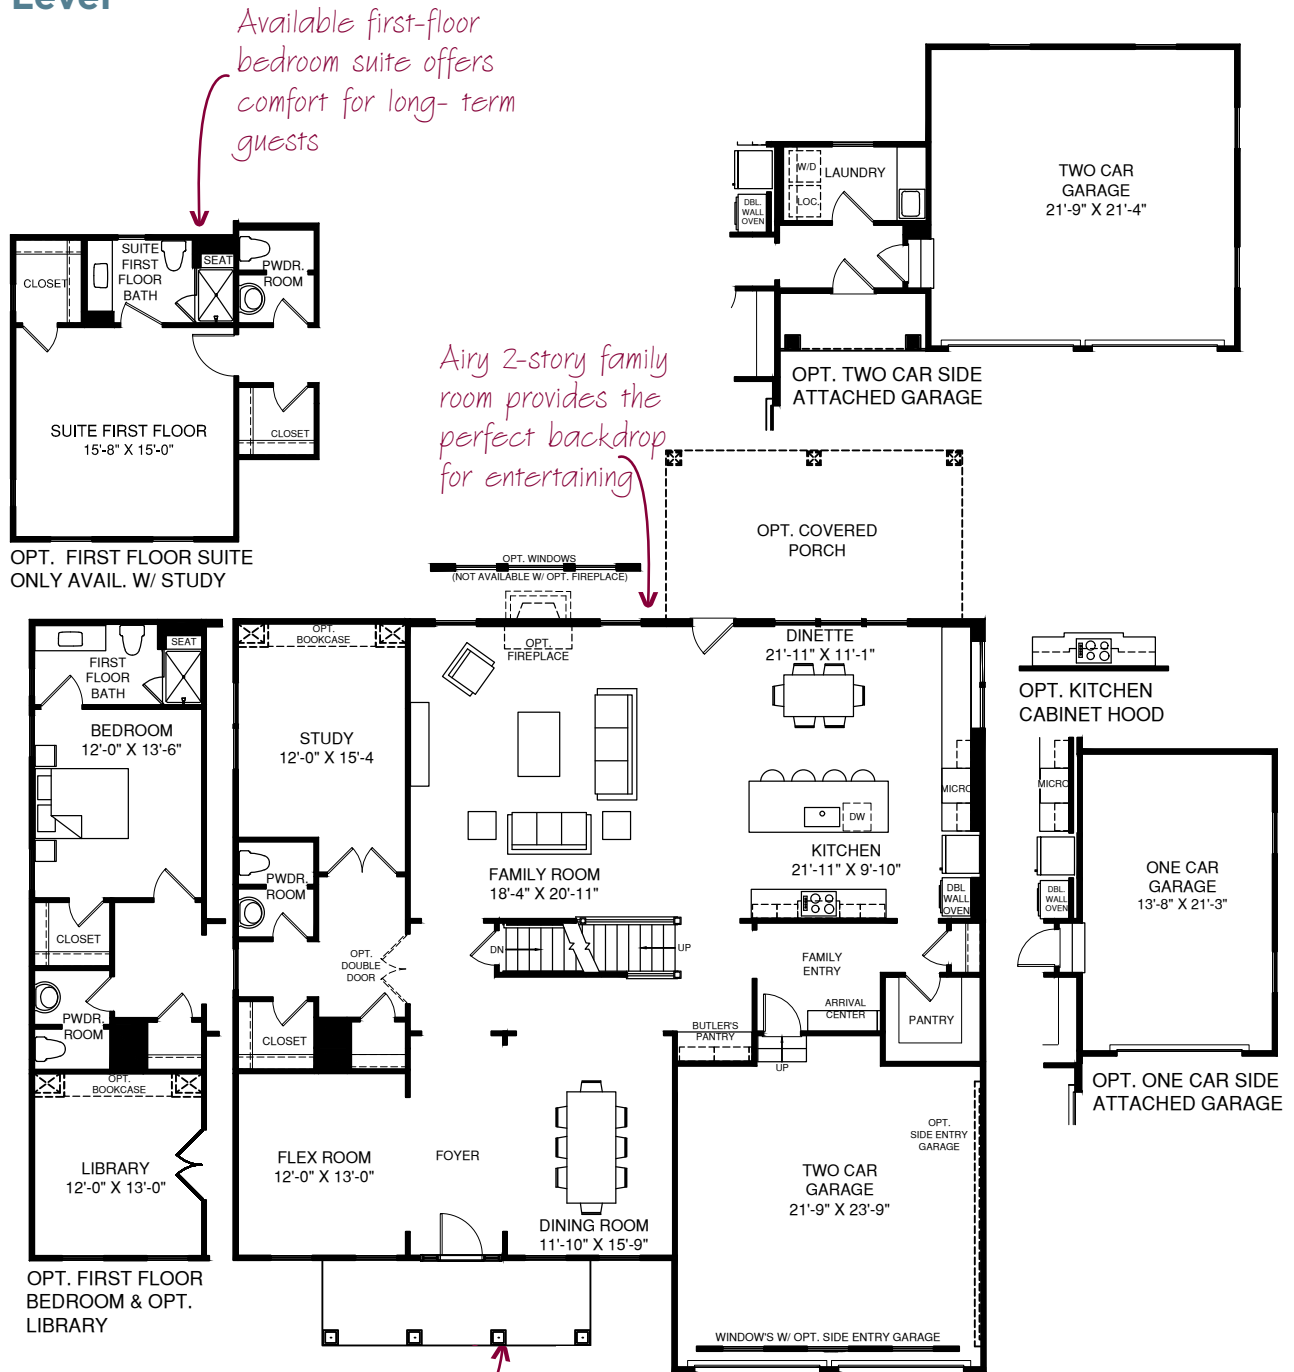 Level
Available first-floor
bedroom suite offers
comfort for long- term
guests
TWO CAR
GARAGE
21'-9" X 21'-4"
W/D
LOC.
LAUNDRY
DBL.
WALL
OVEN
OPT. TWO CAR SIDE
ATTACHED GARAGE
CLOSET
SUITE
FIRST
FLOOR
BATH
SEAT
PWDR.
ROOM
SUITE FIRST FLOOR
15'-8" X 15'-0"
CLOSET
OPT. FIRST FLOOR SUITE
ONLY AVAIL. W/ STUDY
Airy 2-story family
room provides the
perfect backdrop
for entertaining
OPT. COVERED
PORCH
OPT. WINDOWS
(NOT AVAILABLE W/ OPT. FIREPLACE)
SEAT
FIRST
FLOOR
BATH
BEDROOM
12'-0" X 13'-6"
CLOSET
PWDR.
ROOM
OPT.
BOOKCASE
LIBRARY
12'-0" X 13'-0"
OPT. FIRST FLOOR
BEDROOM & OPT.
LIBRARY
OPT.
BOOKCASE
STUDY
12'-0" X 15'-4
PWDR.
ROOM
OPT.
DOUBLE
DOOR
CLOSET
FLEX ROOM
12'-0" X 13'-0"
FOYER
OPT.
FIREPLACE
FAMILY ROOM
18'-4" X 20'-11"
DN
UP
DINETTE
21'-11" X 11'-1"
DW
MICRO
KITCHEN
21'-11" X 9'-10"
DBL
WALL
OVEN
FAMILY
ENTRY
ARRIVAL
CENTER
PANTRY
BUTLER'S
PANTRY
UP
DINING ROOM
11'-10" X 15'-9"
OPT.
SIDE ENTRY
GARAGE
TWO CAR
GARAGE
21'-9" X 23'-9"
WINDOW'S W/ OPT. SIDE ENTRY GARAGE
OPT. KITCHEN
CABINET HOOD
MICRO
DBL.
WALL
OVEN
ONE CAR
GARAGE
13'-8" X 21'-3"
OPT. ONE CAR SIDE
ATTACHED GARAGE